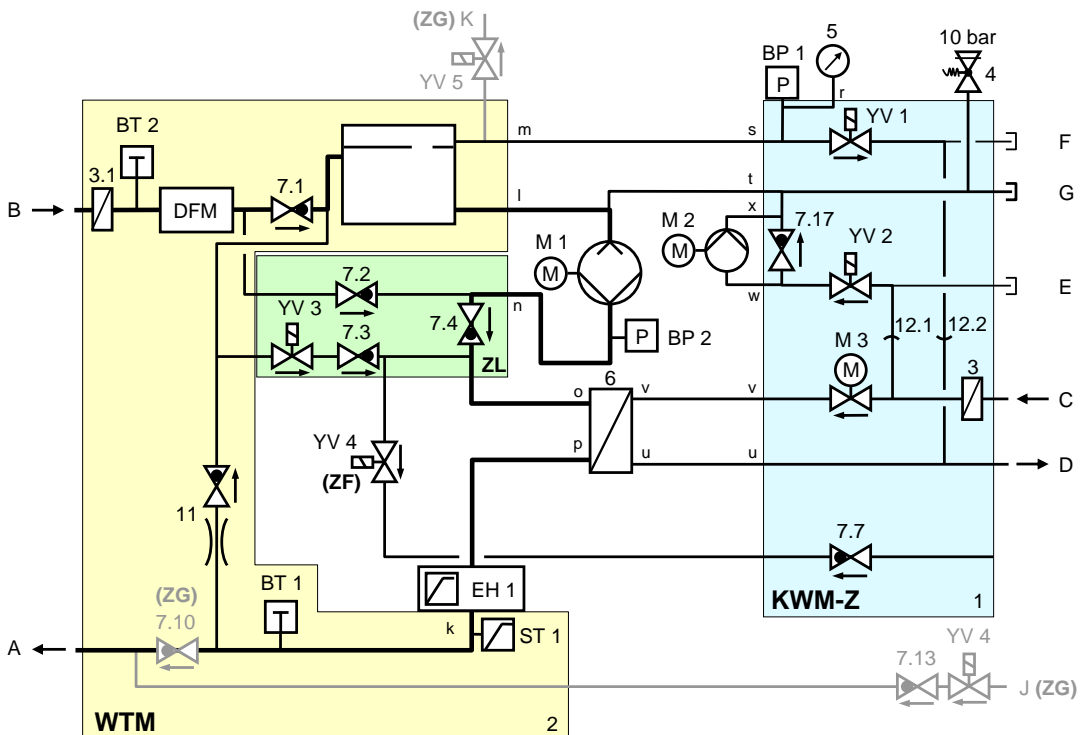 (ZG) K
YV 5
BP 1
P
5
10 bar
4
r
BT 2
m
s
YV 1
F
3.1
7.1
B
DFM
l
t
G
x
M 2
M
7.17
YV 2
M 1
M
7.2
n
w
E
YV 3
7.4
P
BP 2
12.1
12.2
7.3
M 3
ZL
6
M
3
o
v
v
C
YV 4
(ZF)
p
u
u
D
11
7.7
EH 1
BT 1
(ZG)
7.10
KWM-Z
1
k
ST 1
YV 4
A
7.13
J (ZG)
WTM
2